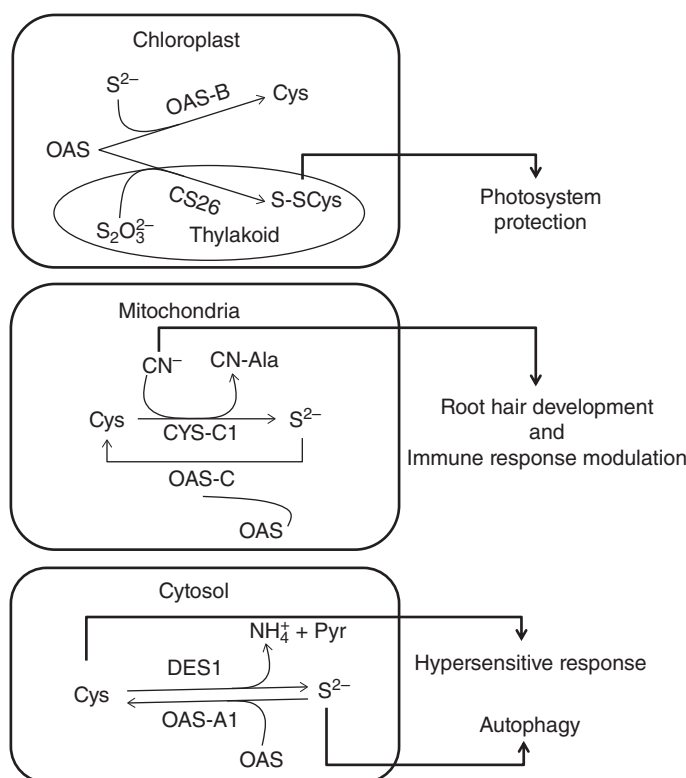 Chloroplast
S²⁻
OAS-B
Cys
OAS
CS26
S-SCys
S₂O₃²⁻
Thylakoid
Photosystem
protection
Mitochondria
CN⁻
CN-Ala
Cys
CYS-C1
S²⁻
OAS-C
OAS
Root hair development
and
Immune response modulation
Cytosol
NH₄⁺ + Pyr
DES1
Cys
S²⁻
OAS-A1
OAS
Hypersensitive response
Autophagy